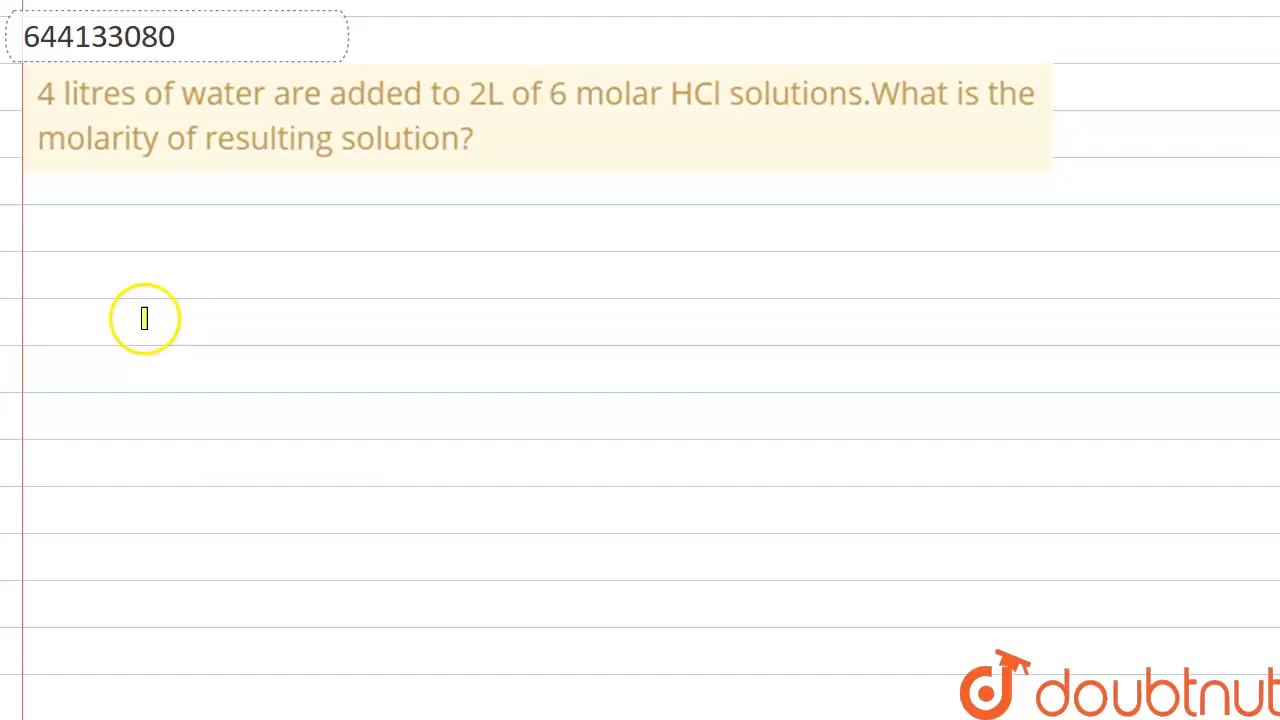 644133080
4 litres of water are added to 2L of 6 molar HCl solutions.What is the
molarity of resulting solution?
doubtnut